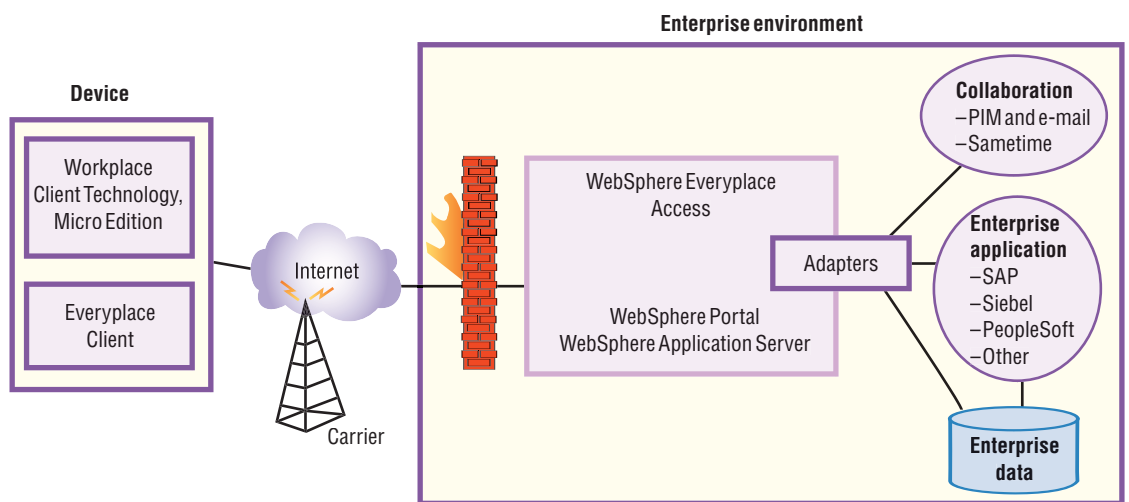 Enterprise environment
Device
Workplace
Client Technology,
Micro Edition
Everyplace
Client
Internet
Carrier
WebSphere Everyplace
Access
WebSphere Portal
WebSphere Application Server
Adapters
Collaboration
–PIM and e-mail
–Sametime
Enterprise
application
–SAP
–Siebel
–PeopleSoft
–Other
Enterprise
data